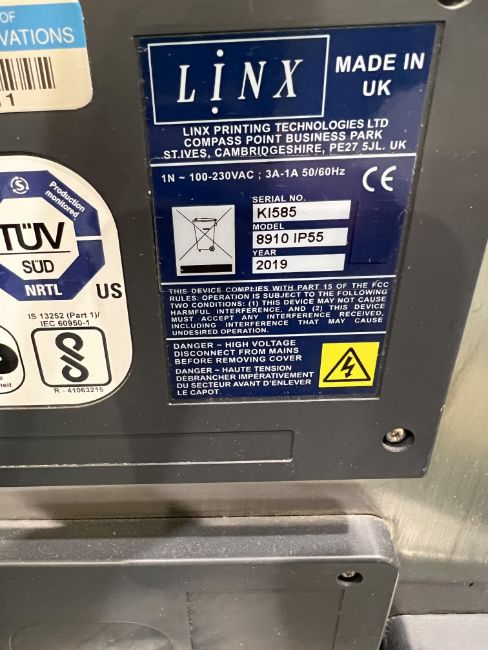 OF
VATIONS
1
LINX
MADE IN
UK
LINX PRINTING TECHNOLOGIES LTD
COMPASS POINT BUSINESS PARK
ST.IVES, CAMBRIDGESHIRE, PE27 5JL. UK
1N ~ 100-230VAC ; 3A-1A 50/60Hz
CE
SERIAL NO.
KI585
MODEL
8910 IP55
YEAR
2019
THIS DEVICE COMPLIES WITH PART 15 OF THE FCC
RULES. OPERATION IS SUBJECT TO THE FOLLOWING
TWO CONDITIONS: (1) THIS DEVICE MAY NOT CAUSE
HARMFUL INTERFERENCE, AND (2) THIS DEVICE
MUST ACCEPT ANY INTERFERENCE RECEIVED,
INCLUDING INTERFERENCE THAT MAY CAUSE
UNDESIRED OPERATION.
DANGER ~ HIGH VOLTAGE
DISCONNECT FROM MAINS
BEFORE REMOVING COVER
DANGER ~ HAUTE TENSION
DÉBRANCHER IMPÉRATIVEMENT
DU SECTEUR AVANT D'ENLEVER
LE CAPOT.
S
Production
monitored
TÜV
SÜD
NRTL
US
IS 13252 (Part 1)/
IEC 60950-1
heit
R - 41063215